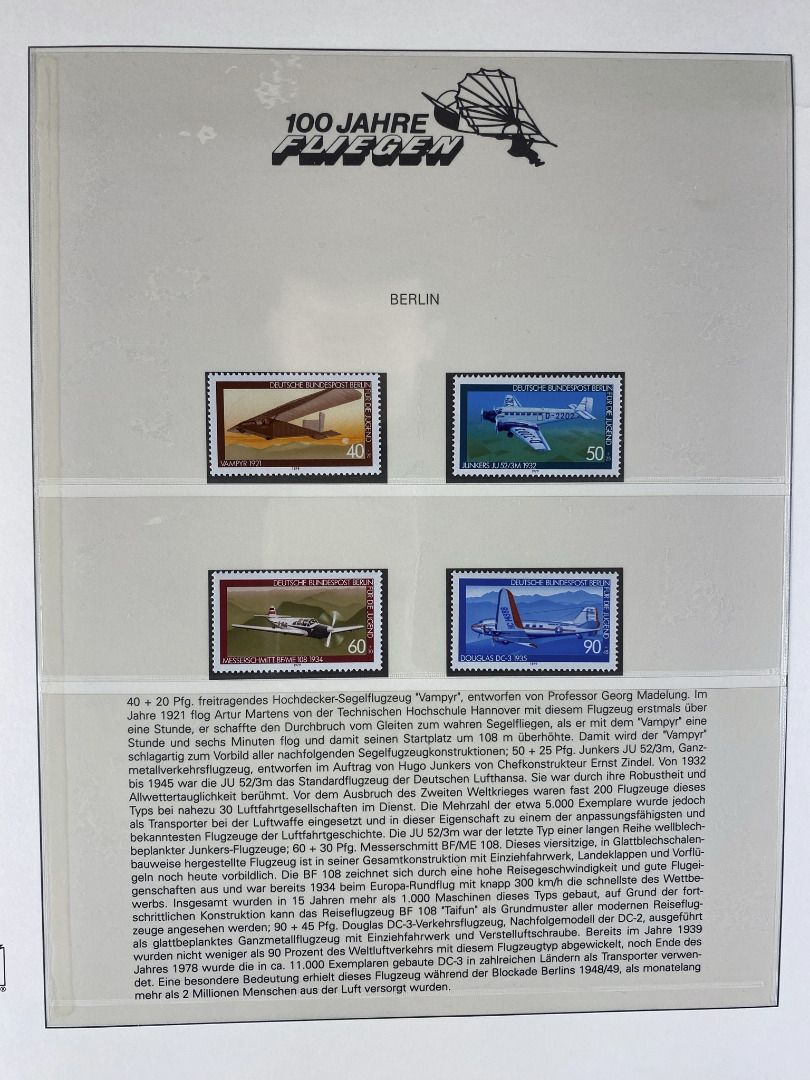 100 JAHRE
FLIEGEN
BERLIN
DEUTSCHE BUNDESPOST BERLIN
FÜR DIE JUGEND
40
VAMPYR 1921
1979
DEUTSCHE BUNDESPOST BERLIN
FÜR DIE JUGEND
D-2202
50
JUNKERS JU 52/3M 1932
1979
DEUTSCHE BUNDESPOST BERLIN
FÜR DIE JUGEND
60
MESSERSCHMITT BF/ME 108 1934
1979
DEUTSCHE BUNDESPOST BERLIN
FÜR DIE JUGEND
90
DOUGLAS DC-3 1935
1979
40 + 20 Pfg. freitragendes Hochdecker-Segelflugzeug "Vampyr", entworfen von Professor Georg Madelung. Im
Jahre 1921 flog Artur Martens von der Technischen Hochschule Hannover mit diesem Flugzeug erstmals über
eine Stunde, er schaffte den Durchbruch vom Gleiten zum wahren Segelfliegen, als er mit dem "Vampyr" eine
Stunde und sechs Minuten flog und damit seinen Startplatz um 108 m überhöhte. Damit wird der "Vampyr"
schlagartig zum Vorbild aller nachfolgenden Segelfugzeugkonstruktionen; 50 + 25 Pfg. Junkers JU 52/3m, Ganz-
metallverkehrsflugzeug, entworfen im Auftrag von Hugo Junkers von Chefkonstrukteur Ernst Zindel. Von 1932
bis 1945 war die JU 52/3m das Standardflugzeug der Deutschen Lufthansa. Sie war durch ihre Robustheit und
Allwettertauglichkeit berühmt. Vor dem Ausbruch des Zweiten Weltkrieges waren fast 200 Flugzeuge dieses
Typs bei nahezu 30 Luftfahrtgesellschaften im Dienst. Die Mehrzahl der etwa 5.000 Exemplare wurde jedoch
als Transporter bei der Luftwaffe eingesetzt und in dieser Eigenschaft zu einem der anpassungsfähigsten und
bekanntesten Flugzeuge der Luftfahrtgeschichte. Die JU 52/3m war der letzte Typ einer langen Reihe wellblech-
beplankter Junkers-Flugzeuge; 60 + 30 Pfg. Messerschmitt BF/ME 108. Dieses viersitzige, in Glattblechschalen-
bauweise hergestellte Flugzeug ist in seiner Gesamtkonstruktion mit Einziehfahrwerk, Landeklappen und Vorflü-
geln noch heute vorbildlich. Die BF 108 zeichnet sich durch eine hohe Reisegeschwindigkeit und gute Flugei-
genschaften aus und war bereits 1934 beim Europa-Rundflug mit knapp 300 km/h die schnellste des Wettbe-
werbs. Insgesamt wurden in 15 Jahren mehr als 1.000 Maschinen dieses Typs gebaut, auf Grund der fort-
schrittlichen Konstruktion kann das Reiseflugzeug BF 108 "Taifun" als Grundmuster aller modernen Reiseflug-
zeuge angesehen werden; 90 + 45 Pfg. Douglas DC-3-Verkehrsflugzeug, Nachfolgemodell der DC-2, ausgeführt
als glattbeplanktes Ganzmetallflugzeug mit Einziehfahrwerk und Verstelluftschraube. Bereits im Jahre 1939
wurden nicht weniger als 90 Prozent des Weltluftverkehrs mit diesem Flugzeugtyp abgewickelt, noch Ende des
Jahres 1978 wurde die in ca. 11.000 Exemplaren gebaute DC-3 in zahlreichen Ländern als Transporter verwen-
det. Eine besondere Bedeutung erhielt dieses Flugzeug während der Blockade Berlins 1948/49, als monatelang
mehr als 2 Millionen Menschen aus der Luft versorgt wurden.